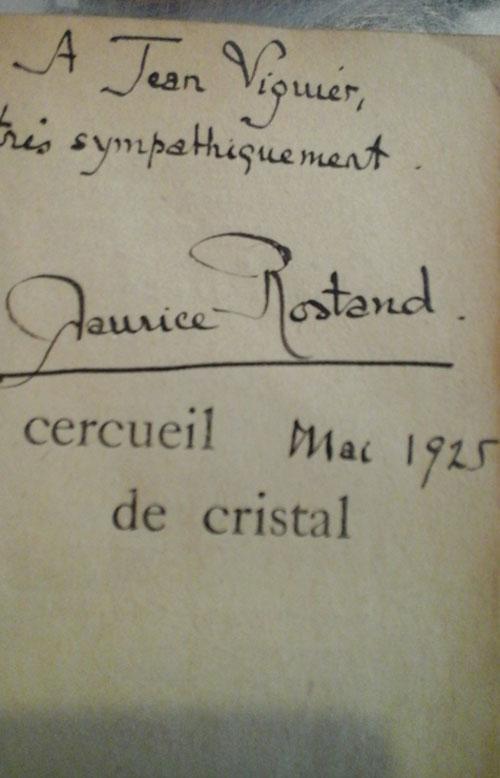 A Jean Viguier,
très sympathiquement.
Maurice Rostand.
cercueil
Mai 1925
de cristal